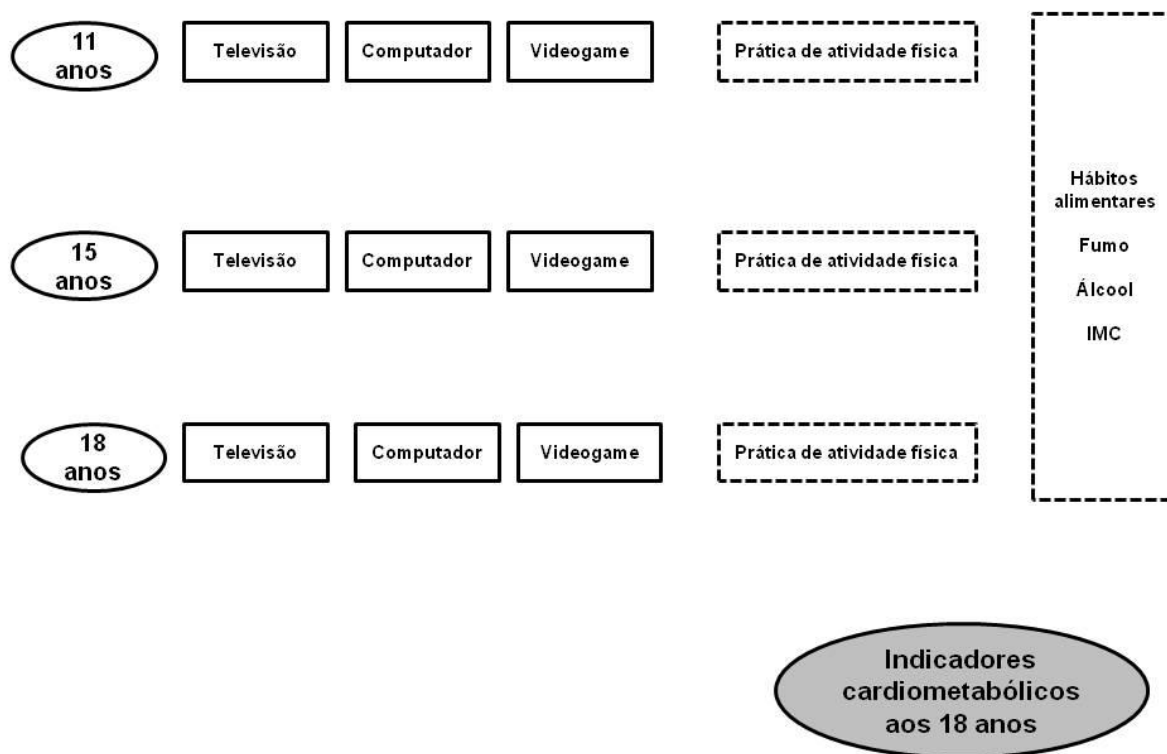 11
anos
Televisão
Computador
Videogame
Prática de atividade física
15
anos
Televisão
Computador
Videogame
Prática de atividade física
18
anos
Televisão
Computador
Videogame
Prática de atividade física
Hábitos
alimentares
Fumo
Álcool
IMC
Indicadores
cardiometabólicos
aos 18 anos